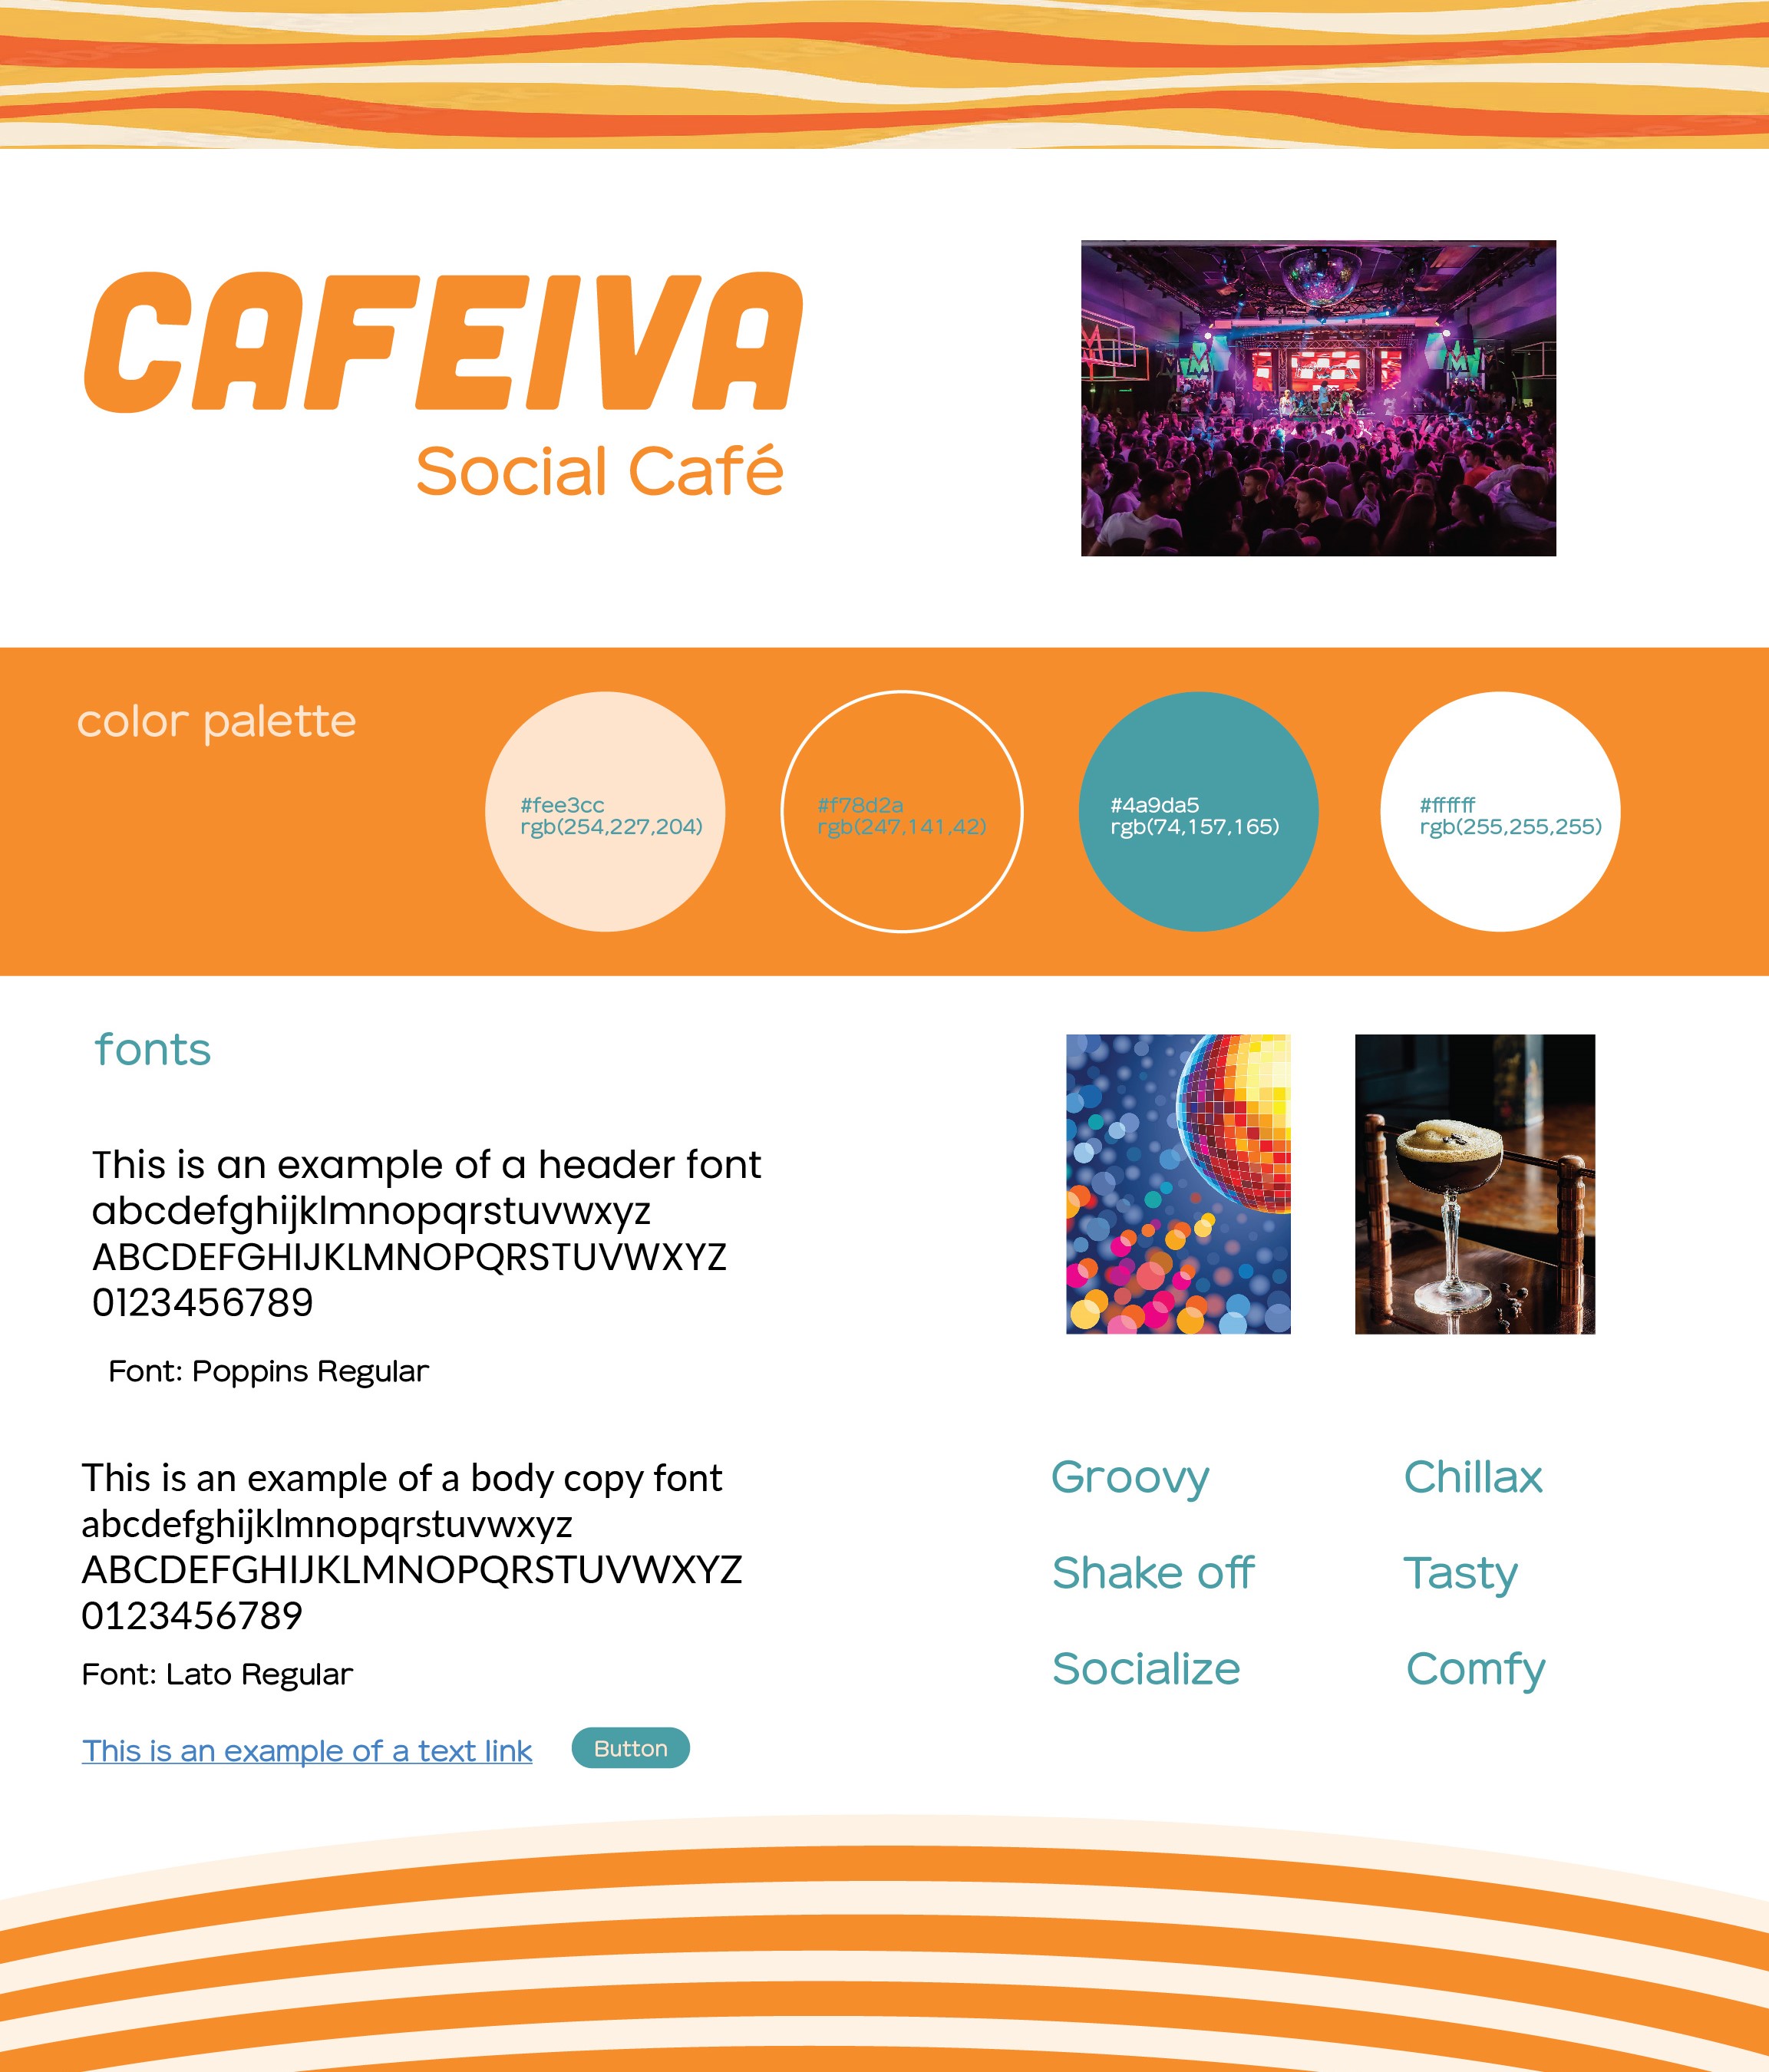 CAFEIVA
Social Café
color palette
#fee3cc
rgb(254,227,204)
#f78d2a
rgb(247,141,42)
#4a9da5
rgb(74,157,165)
#ffffff
rgb(255,255,255)
fonts
This is an example of a header font
abcdefghijklmnopqrstuvwxyz
ABCDEFGHIJKLMNOPQRSTUVWXYZ
0123456789
Font: Poppins Regular
This is an example of a body copy font
abcdefghijklmnopqrstuvwxyz
ABCDEFGHIJKLMNOPQRSTUVWXYZ
0123456789
Font: Lato Regular
This is an example of a text link
Button
Groovy
Chillax
Shake off
Tasty
Socialize
Comfy